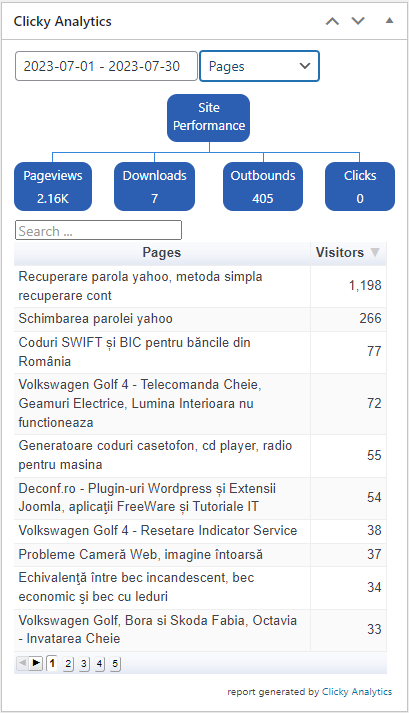 Clicky Analytics
2023-07-01 - 2023-07-30
Pages
Site
Performance
Pageviews
2.16K
Downloads
7
Outbounds
405
Clicks
0
Search ...
Pages Visitors
Recuperare parola yahoo, metoda simpla
recuperare cont
1,198
Schimbarea parolei yahoo 266
Coduri SWIFT și BIC pentru băncile din
România
77
Volkswagen Golf 4 - Telecomanda Cheie,
Geamuri Electrice, Lumina Interioara nu
functioneaza
72
Generatoare coduri casetofon, cd player, radio
pentru masina
55
Deconf.ro - Plugin-uri Wordpress și Extensii
Joomla, aplicaţii FreeWare și Tutoriale IT
54
Volkswagen Golf 4 - Resetare Indicator Service 38
Probleme Cameră Web, imagine întoarsă 37
Echivalenţă între bec incandescent, bec
economic şi bec cu leduri
34
Volkswagen Golf, Bora si Skoda Fabia, Octavia
- Invatarea Cheie
33
1 2 3 4 5
report generated by Clicky Analytics